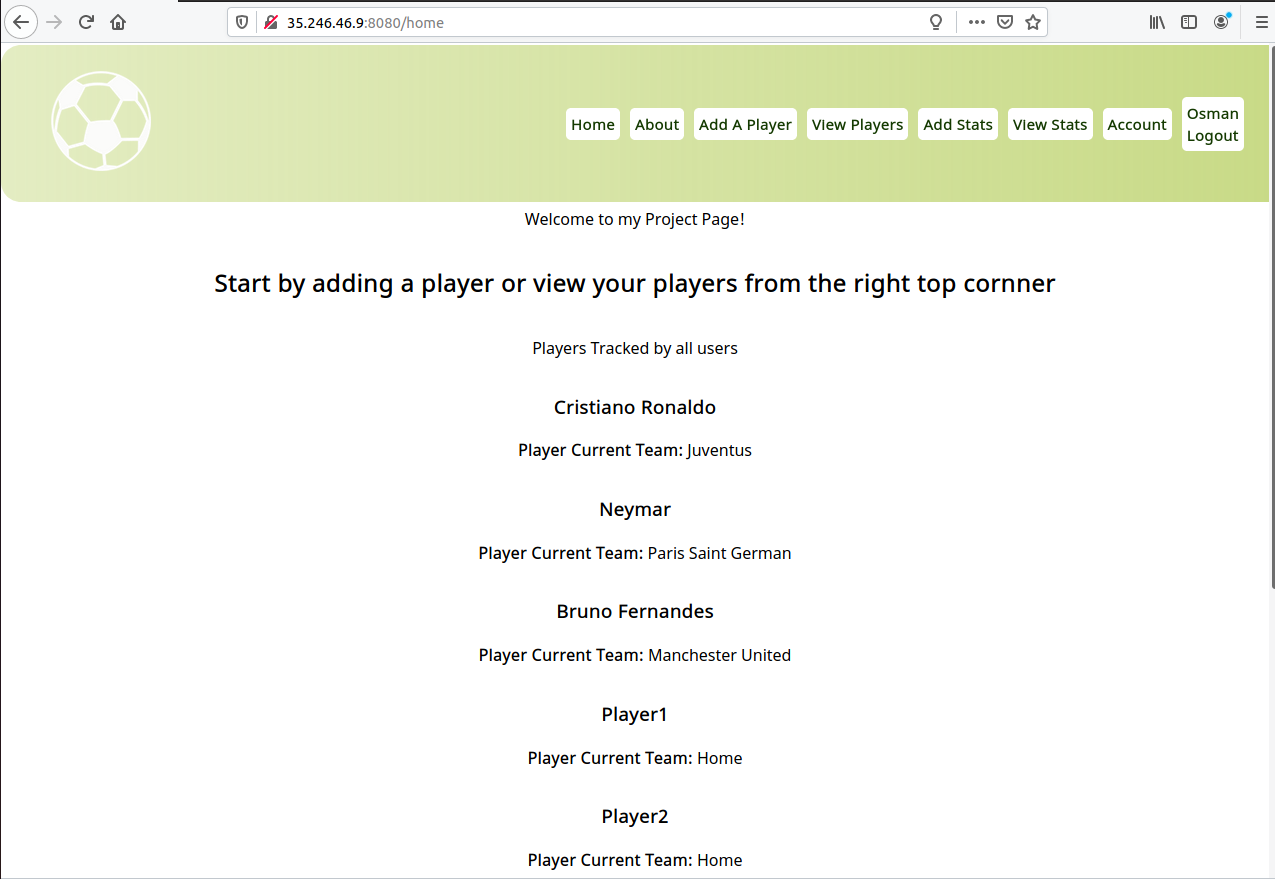 35.246.46.9:8080/home
Home About Add A Player View Players Add Stats View Stats Account Osman
Logout
Welcome to my Project Page!
Start by adding a player or view your players from the right top cornner
Players Tracked by all users
Cristiano Ronaldo
Player Current Team: Juventus
Neymar
Player Current Team: Paris Saint German
Bruno Fernandes
Player Current Team: Manchester United
Player1
Player Current Team: Home
Player2
Player Current Team: Home